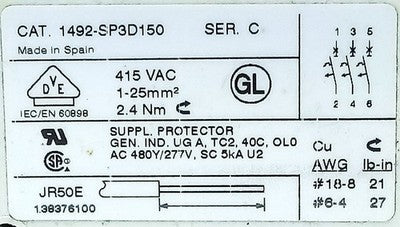 CAT. 1492-SP3D150 SER. C
Made in Spain
DVE
IEC/EN 60898
415 VAC
1-25mm²
2.4 Nm
GL
1 3 5
2 4 6
SUPPL. PROTECTOR
GEN. IND. UG A, TC2, 40C, OL0
AC 480Y/277V, SC 5kA U2
Cu
AWG lb-in
#18-8 21
#6-4 27
JR50E
1.38376100